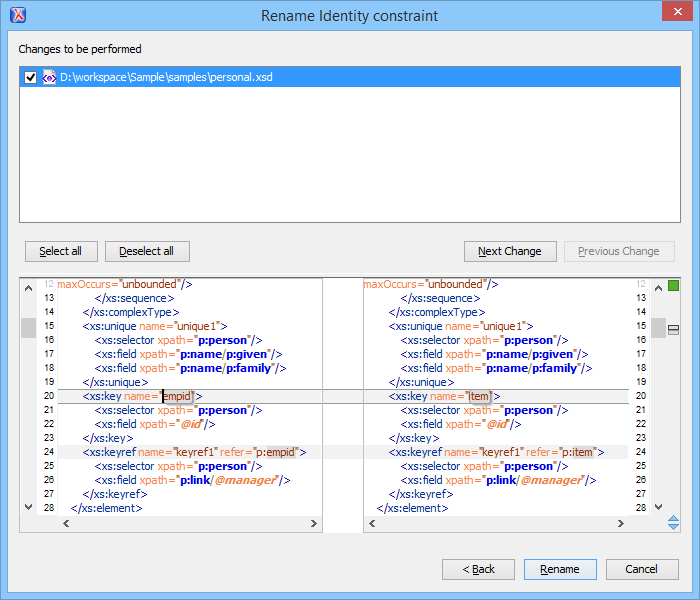 Rename Identity constraint
Changes to be performed
D:\workspace\Sample\samples\personal.xsd
Select all
Deselect all
Next Change
Previous Change
12 maxOccurs="unbounded"/>
13 </xs:sequence>
14 </xs:complexType>
15 <xs:unique name="unique1">
16 <xs:selector xpath="p:person"/>
17 <xs:field xpath="p:name/p:given"/>
18 <xs:field xpath="p:name/p:family"/>
19 </xs:unique>
20 <xs:key name="empid">
21 <xs:selector xpath="p:person"/>
22 <xs:field xpath="@id"/>
23 </xs:key>
24 <xs:keyref name="keyref1" refer="p:empid">
25 <xs:selector xpath="p:person"/>
26 <xs:field xpath="p:link/@manager"/>
27 </xs:keyref>
28 </xs:element>
maxOccurs="unbounded"/> 12
</xs:sequence> 13
</xs:complexType> 14
<xs:unique name="unique1"> 15
<xs:selector xpath="p:person"/> 16
<xs:field xpath="p:name/p:given"/> 17
<xs:field xpath="p:name/p:family"/> 18
</xs:unique> 19
<xs:key name="item"> 20
<xs:selector xpath="p:person"/> 21
<xs:field xpath="@id"/> 22
</xs:key> 23
<xs:keyref name="keyref1" refer="p:item"> 24
<xs:selector xpath="p:person"/> 25
<xs:field xpath="p:link/@manager"/> 26
</xs:keyref> 27
</xs:element> 28
< Back
Rename
Cancel